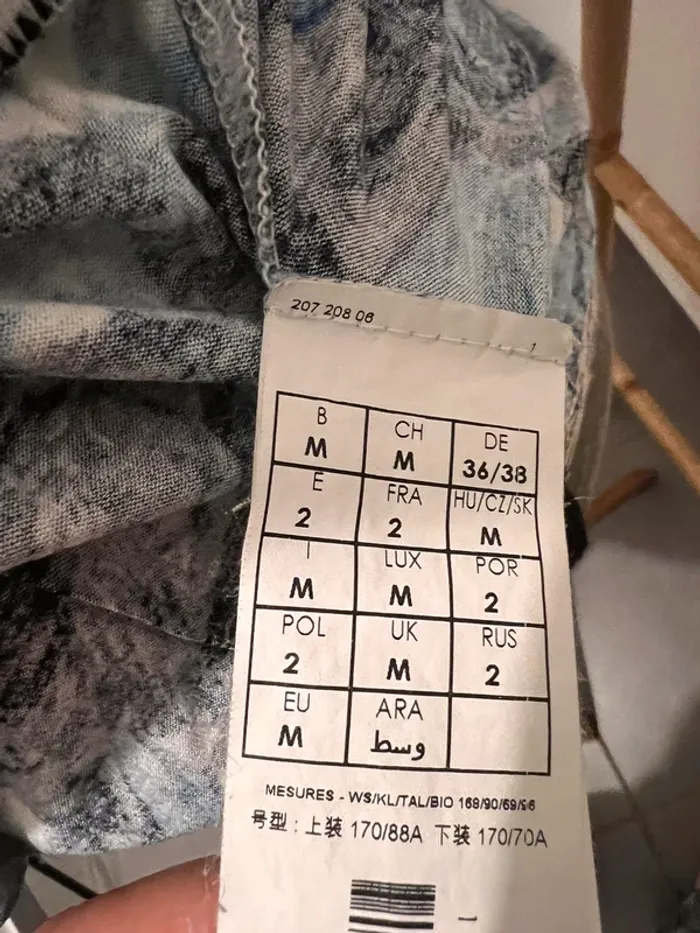 207 208 06
1
B CH DE
M M 36/38
E FRA HU/CZ/SK
2 2 M
I LUX POR
M M 2
POL UK RUS
2 M 2
EU ARA
M وسط
MESURES - WS/KL/TAL/BIO 168/90/69/96
号型：上装 170/88A 下装 170/70A
1